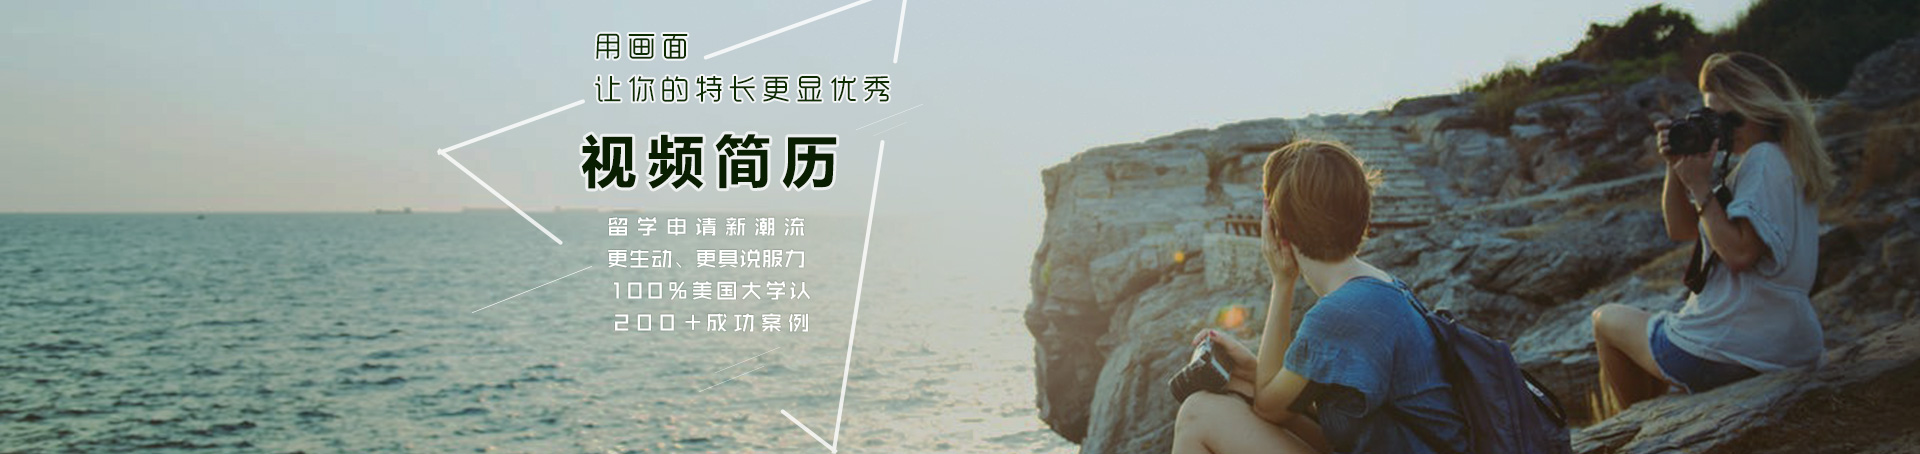 用画面
让你的特长更显优秀
视频简历
留学申请新潮流
更生动、更具说服力
100%美国大学认
200+成功案例